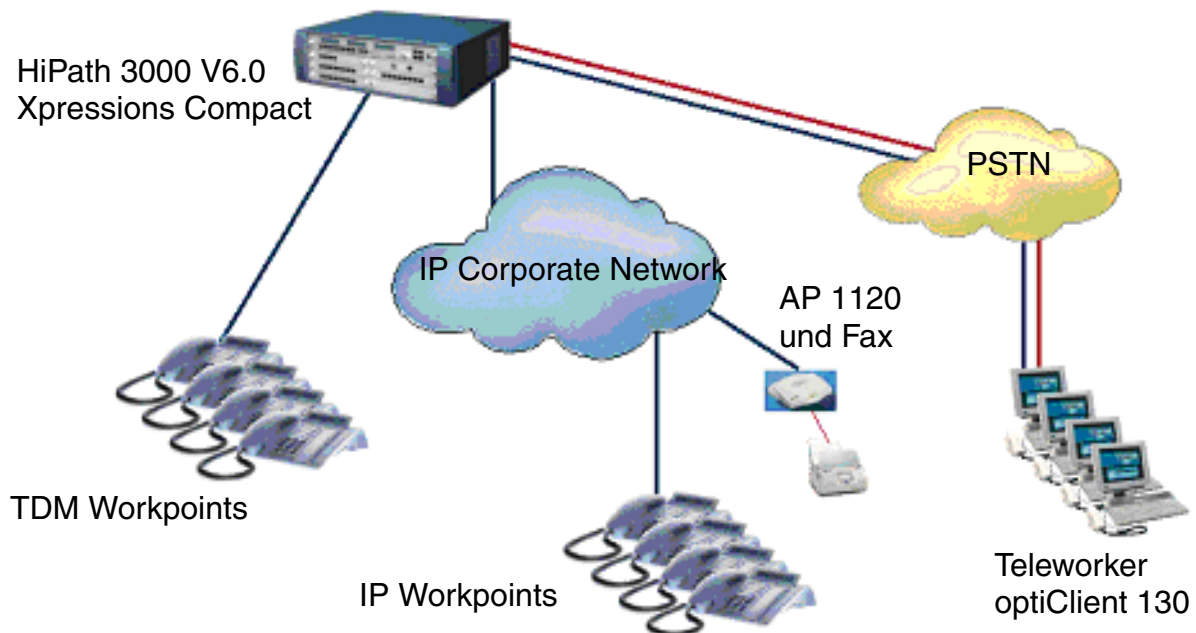 HiPath 3000 V6.0
Xpressions Compact
PSTN
IP Corporate Network
AP 1120
und Fax
TDM Workpoints
IP Workpoints
Teleworker
optiClient 130